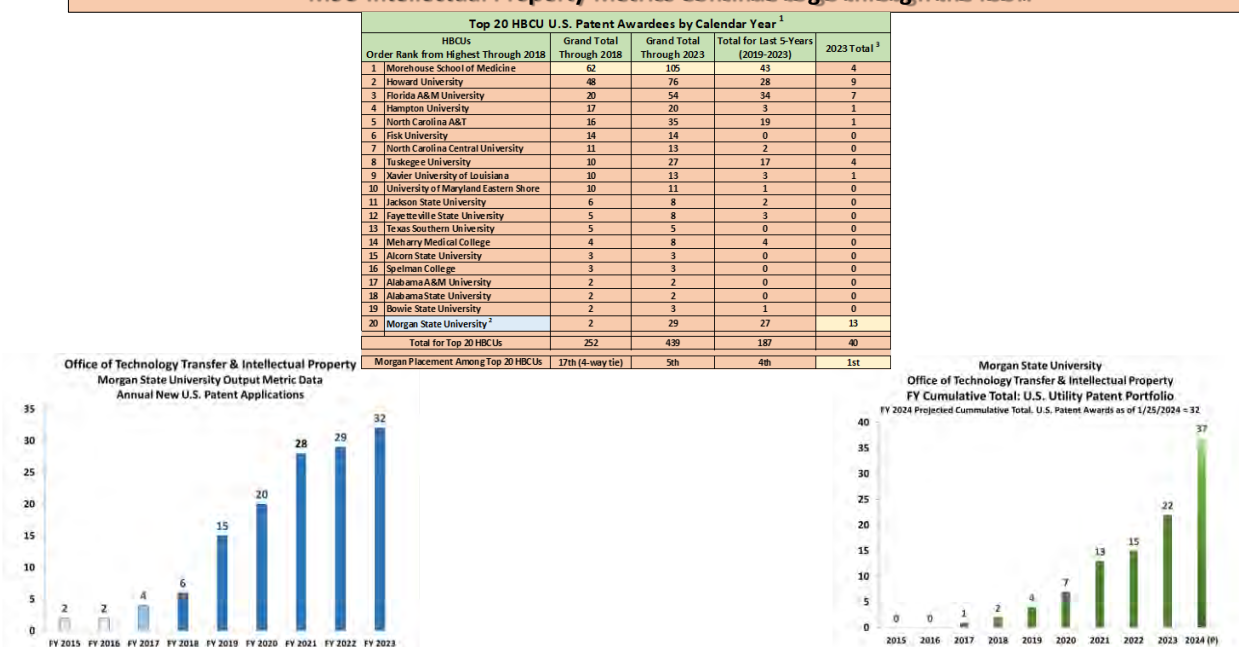 Top 20 HBCU U.S. Patent Awardees by Calendar Year 1
HBCUs
Order Rank from Highest Through 2018
Grand Total Through 2018
Grand Total Through 2023
Total for Last 5-Years (2019-2023)
2023 Total 3
1 Morehouse School of Medicine 62 105 43 4
2 Howard University 48 76 28 9
3 Florida A&M University 20 54 34 7
4 Hampton University 17 20 3 1
5 North Carolina A&T 16 35 19 1
6 Fisk University 14 14 0 0
7 North Carolina Central University 11 13 2 0
8 Tuskegee University 10 27 17 4
9 Xavier University of Louisiana 10 13 3 1
10 University of Maryland Eastern Shore 10 11 1 0
11 Jackson State University 6 8 2 0
12 Fayetteville State University 5 8 3 0
13 Texas Southern University 5 5 0 0
14 Meharry Medical College 4 8 4 0
15 Alcorn State University 3 3 0 0
16 Spelman College 3 3 0 0
17 Alabama A&M University 2 2 0 0
18 Alabama State University 2 2 0 0
19 Bowie State University 2 3 1 0
20 Morgan State University 2 2 29 27 13
Total for Top 20 HBCUs 252 439 187 40
Morgan Placement Among Top 20 HBCUs 17th (4-way tie) 5th 4th 1st
Office of Technology Transfer & Intellectual Property
Morgan State University Output Metric Data
Annual New U.S. Patent Applications
35
30
25
20
15
10
5
0
2 2 4 6 15 20 28 29 32
FY 2015 FY 2016 FY 2017 FY 2018 FY 2019 FY 2020 FY 2021 FY 2022 FY 2023
Morgan State University
Office of Technology Transfer & Intellectual Property
FY Cumulative Total: U.S. Utility Patent Portfolio
FY 2024 Projected Cummulative Total. U.S. Patent Awards as of 1/25/2024 = 32
40
35
30
25
20
15
10
5
0
0 0 1 2 4 7 13 15 22 37
2015 2016 2017 2018 2019 2020 2021 2022 2023 2024 (P)